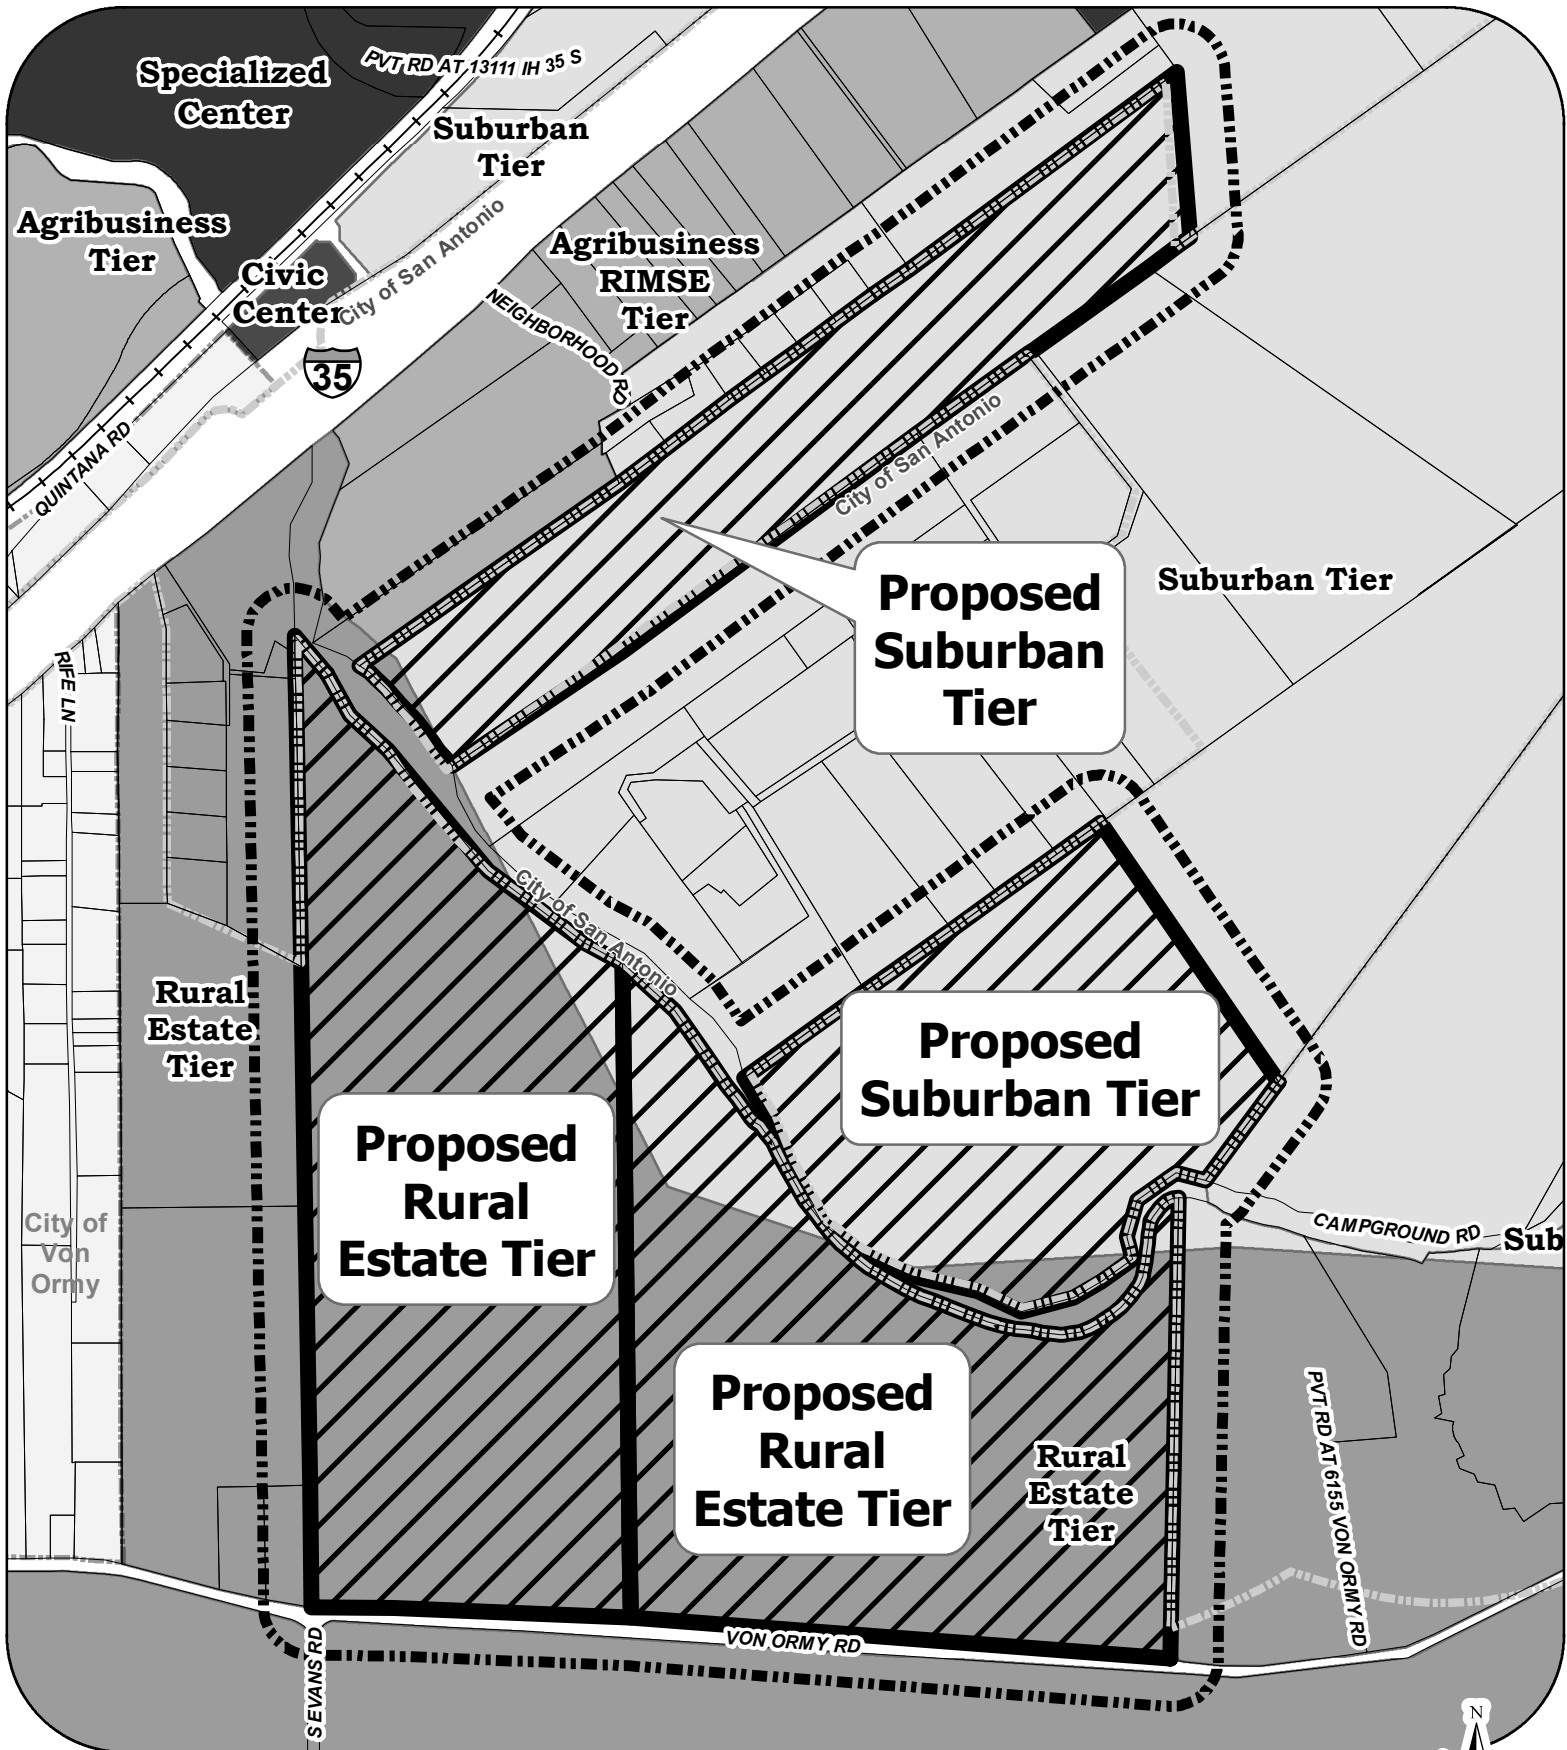 PVT RD AT 13111 IH 35 S
Specialized
Center
Suburban
Tier
Agribusiness
Tier
City of San Antonio
Civic
Center
Agribusiness
RIMSE
Tier
NEIGHBORHOOD RD
35
QUINTANA RD
City of San Antonio
Proposed
Suburban
Tier
Suburban Tier
RIFE LN
City of San Antonio
Rural
Estate
Tier
Proposed
Suburban Tier
Proposed
Rural
Estate Tier
City of
Von
Ormy
CAMPGROUND RD
Sub
Proposed
Rural
Estate Tier
Rural
Estate
Tier
PVT RD AT 6155 VON ORMY RD
VON ORMY RD
S EVANS RD
N